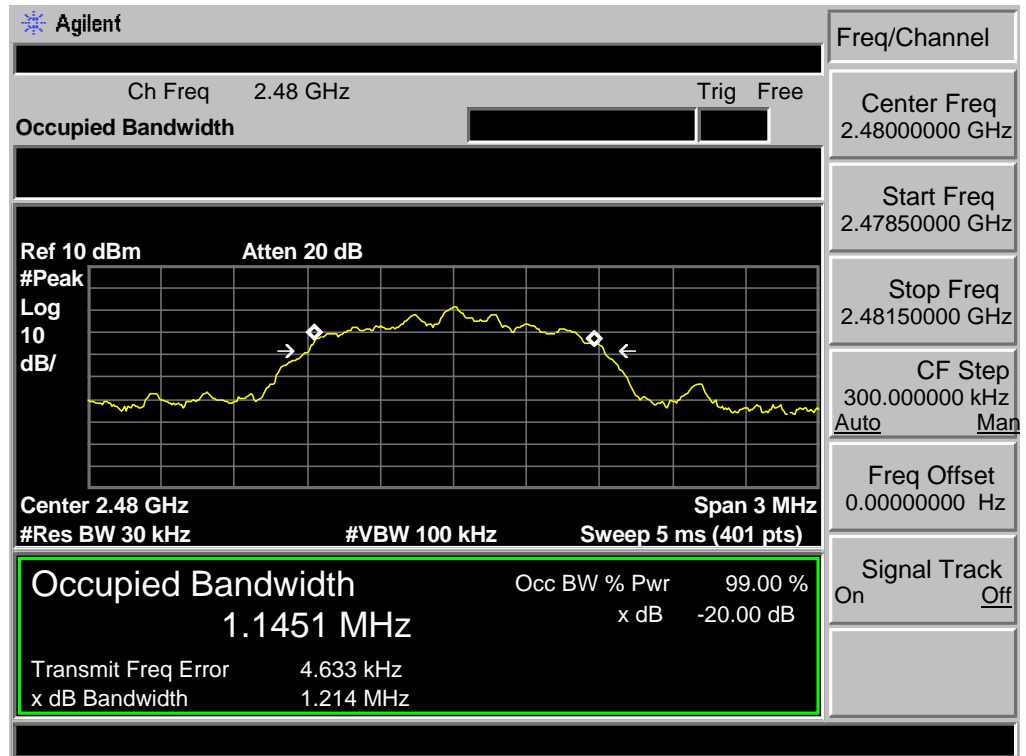 Agilent
Freq/Channel
Ch Freq 2.48 GHz Trig Free
Occupied Bandwidth
Center Freq
2.48000000 GHz
Start Freq
2.47850000 GHz
Stop Freq
2.48150000 GHz
CF Step
300.000000 kHz
Auto Man
Freq Offset
0.00000000 Hz
Signal Track
On Off
Ref 10 dBm Atten 20 dB
#Peak
Log
10
dB/
Center 2.48 GHz Span 3 MHz
#Res BW 30 kHz #VBW 100 kHz Sweep 5 ms (401 pts)
Occupied Bandwidth
1.1451 MHz
Occ BW % Pwr 99.00 %
x dB -20.00 dB
Transmit Freq Error 4.633 kHz
x dB Bandwidth 1.214 MHz